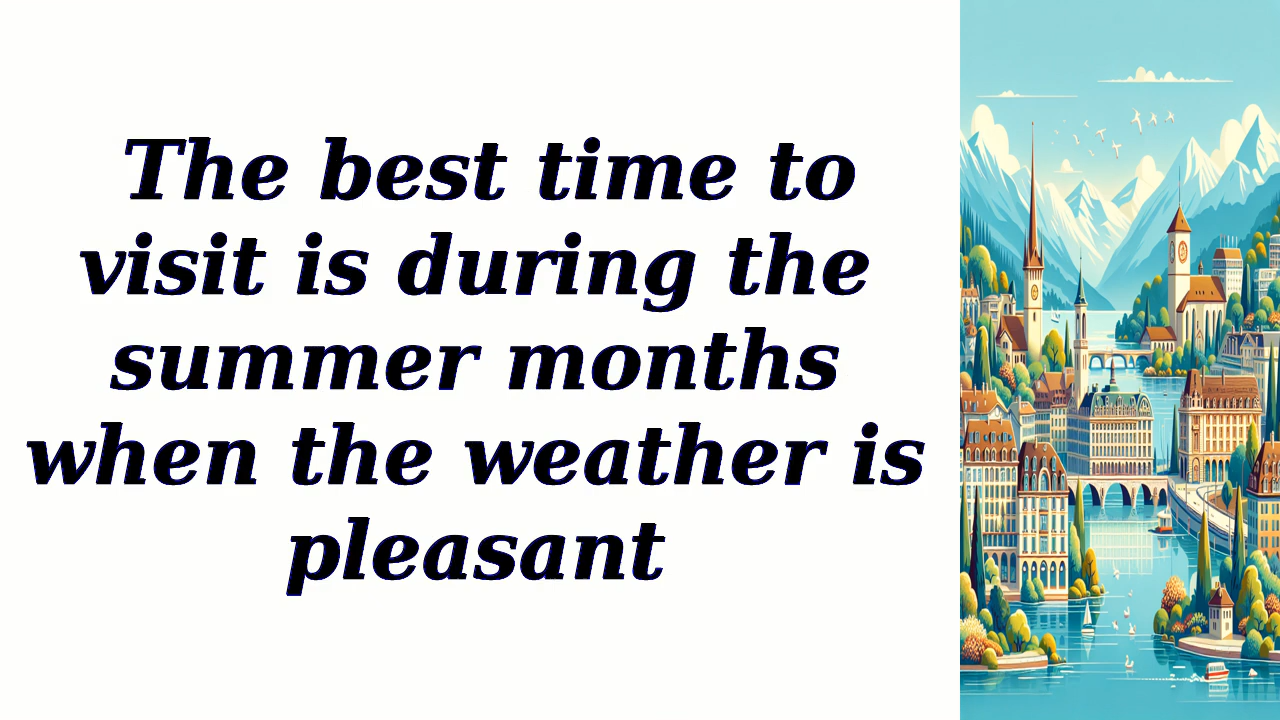 The best time to
visit is during the
summer months
when the weather is
pleasant